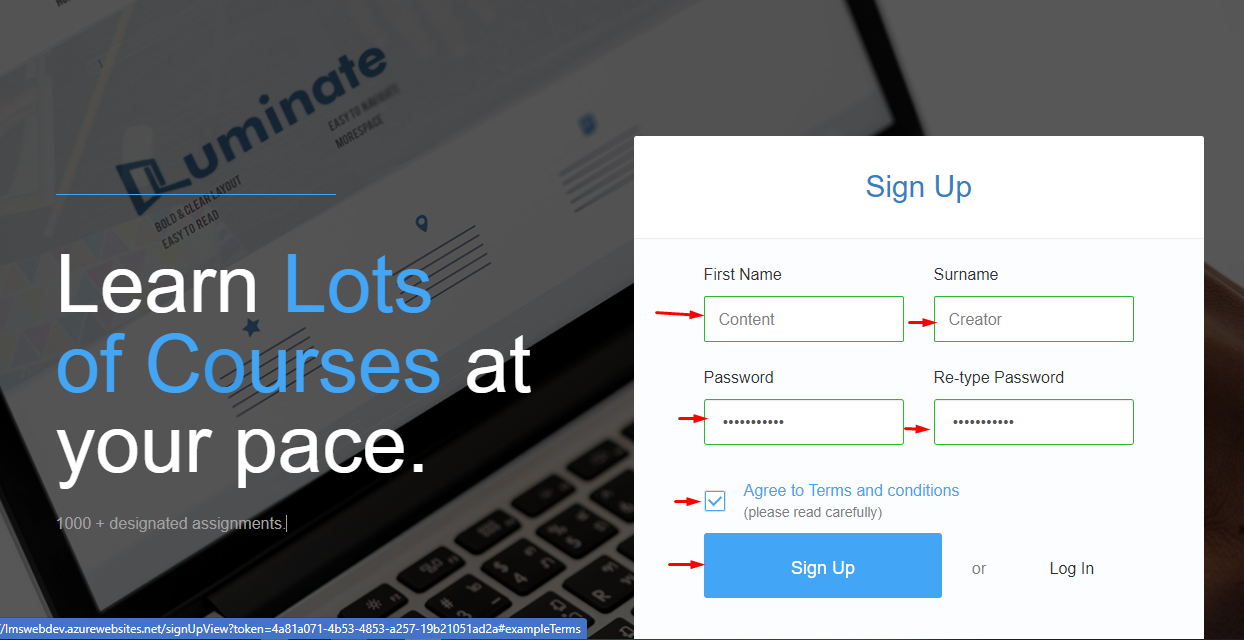 Luminate
EASY TO NAVIGATE
MORESPACE
BOLD & CLEAR LAYOUT
EASY TO READ
Learn Lots
of Courses at
your pace.
1000 + designated assignments.
Sign Up
First Name
Surname
Content
Creator
Password
Re-type Password
•••••••••••
•••••••••••
Agree to Terms and conditions
(please read carefully)
Sign Up
or
Log In
/lmswebdev.azurewebsites.net/signUpView?token=4a81a071-4b53-4853-a257-19b21051ad2a#exampleTerms